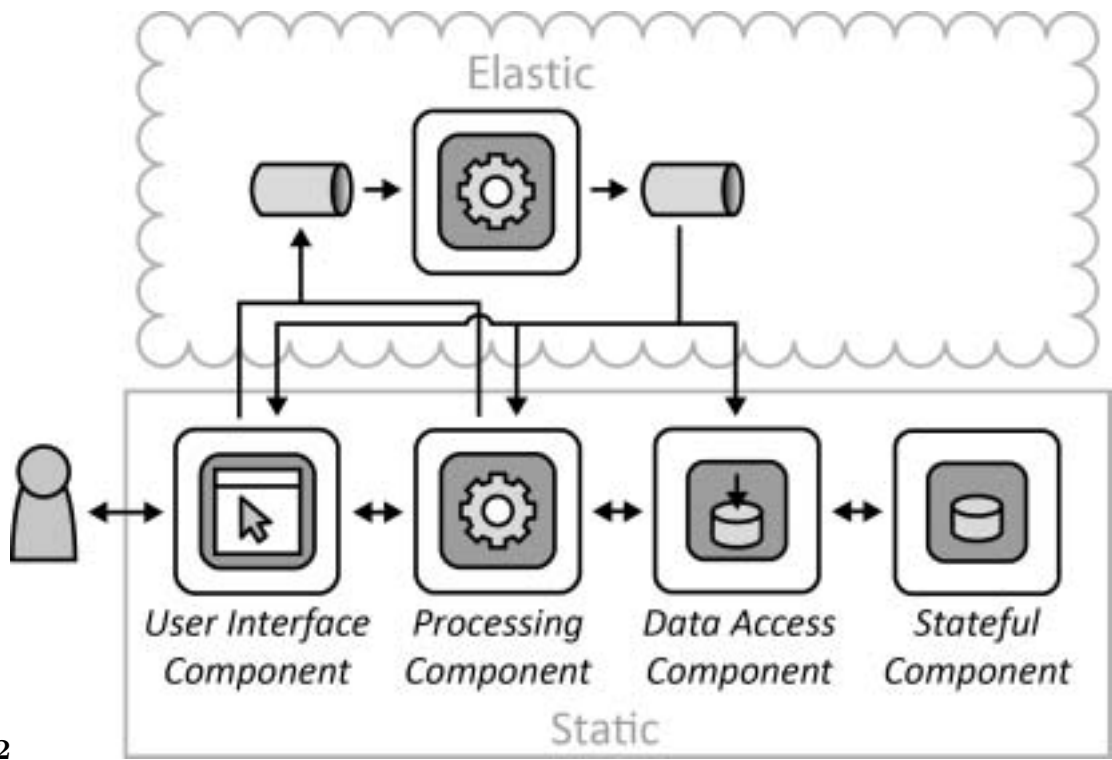 Elastic
User Interface
Component
Processing
Component
Data Access
Component
Stateful
Component
Static
2